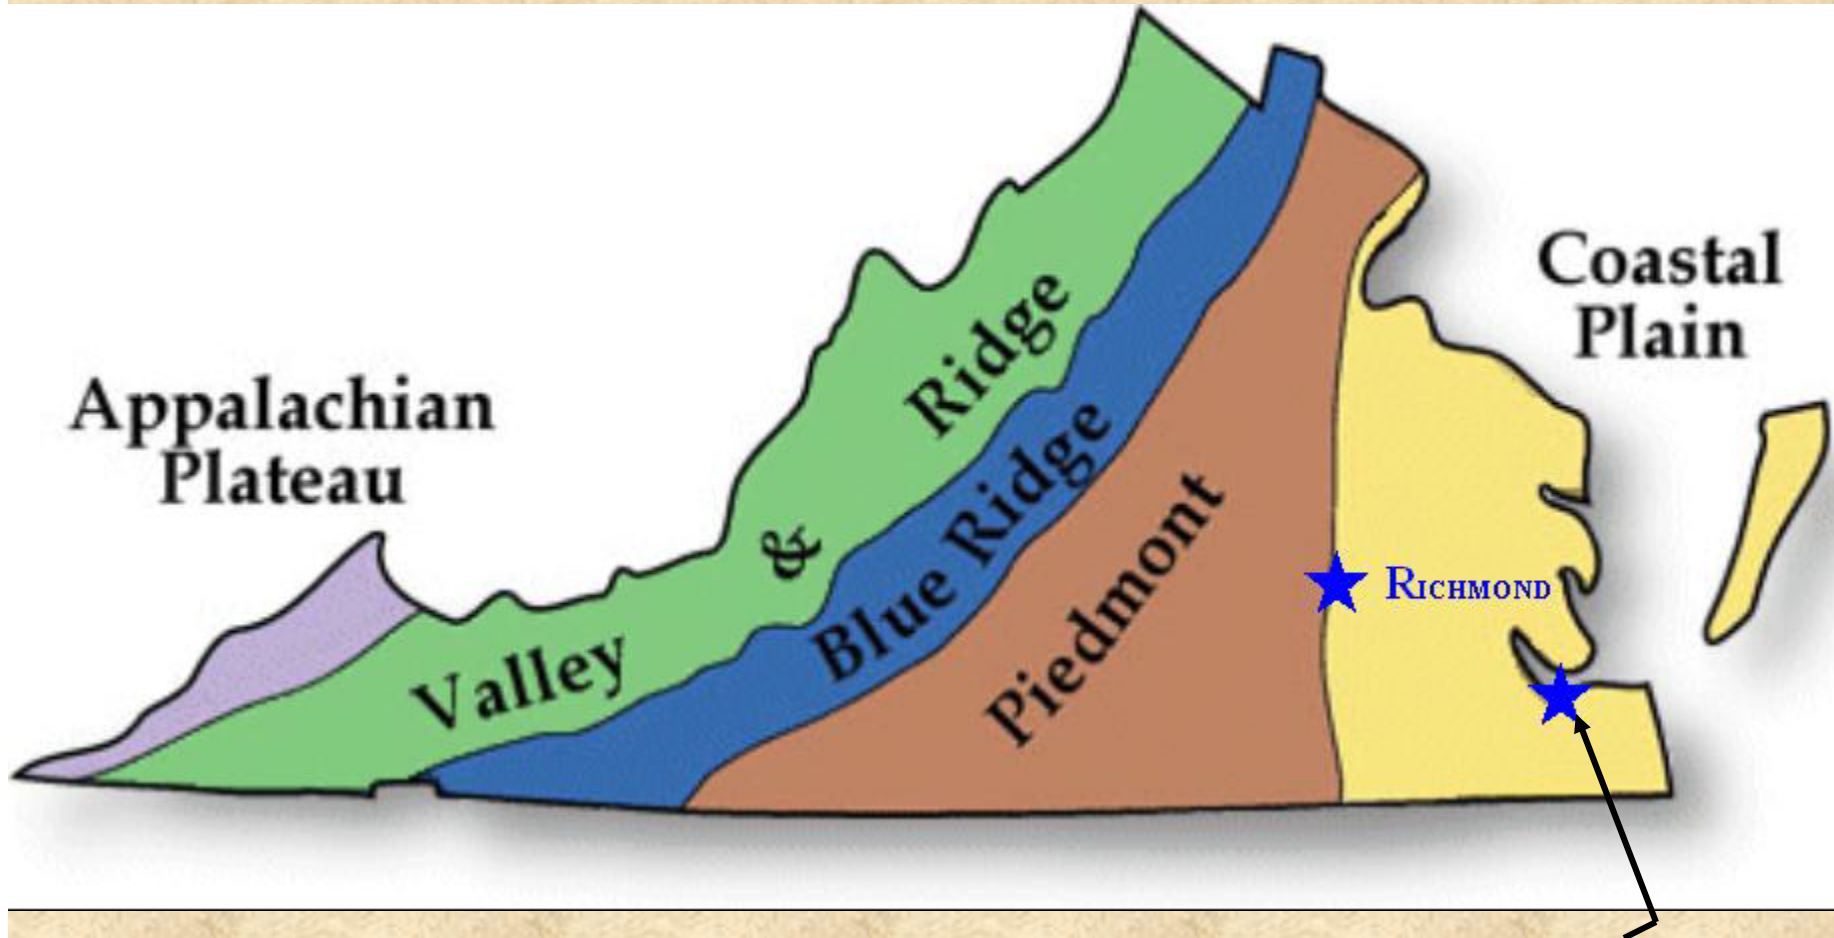 Coastal
Plain
Appalachian
Plateau
Valley & Ridge
Blue Ridge
Piedmont
RICHMOND